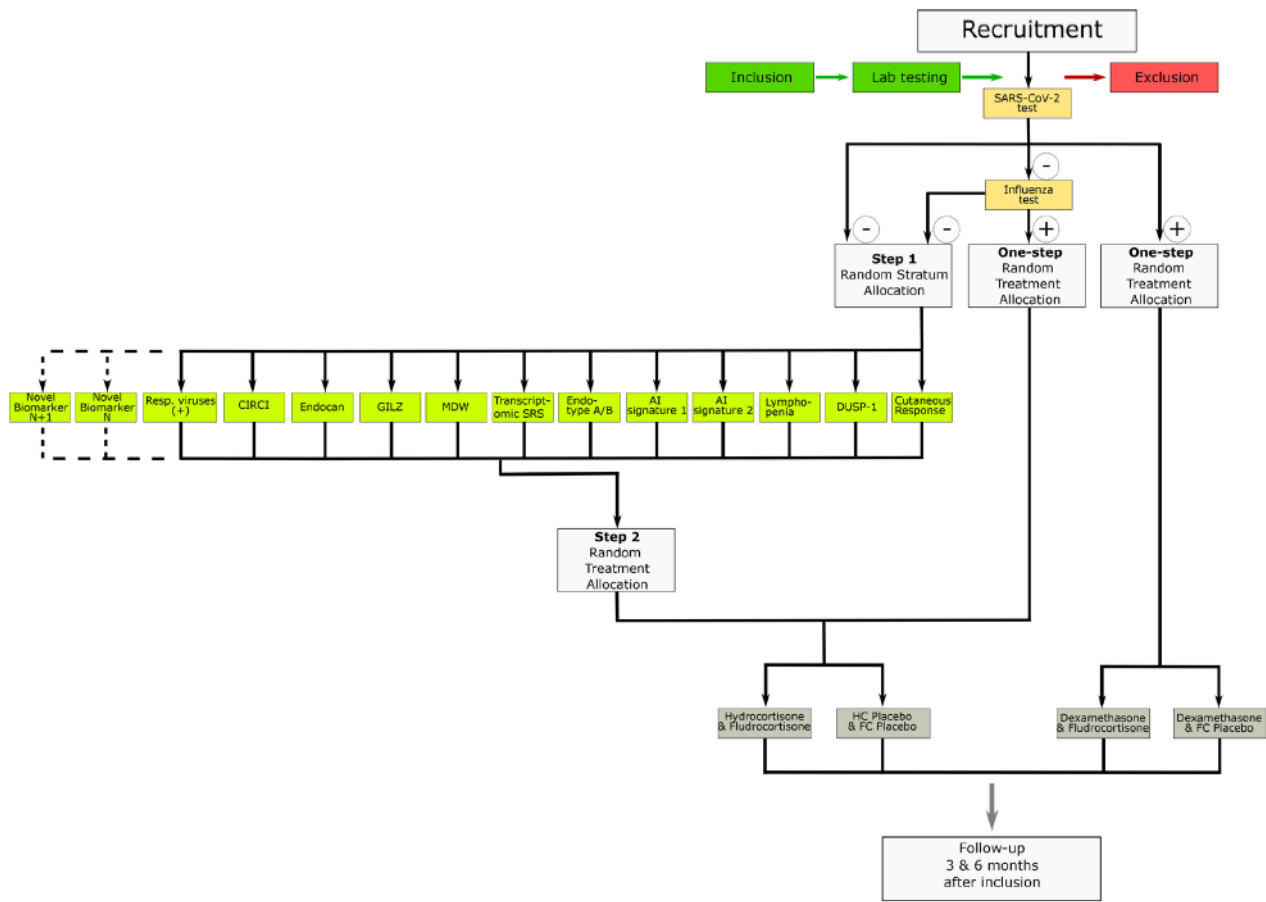 Recruitment
Inclusion
Lab testing
Exclusion
SARS-CoV-2
test
-
Influenza
test
-
-
+
+
Step 1
Random Stratum
Allocation
One-step
Random
Treatment
Allocation
One-step
Random
Treatment
Allocation
Novel
Biomarker
N+1
Novel
Biomarker
N
Resp. viruses
(+)
CIRCI
Endocan
GILZ
MDW
Transcript-
omic SRS
Endo-
type A/B
AI
signature 1
AI
signature 2
Lympho-
penia
DUSP-1
Cutaneous
Response
Step 2
Random
Treatment
Allocation
Hydrocortisone
& Fludrocortisone
HC Placebo
& FC Placebo
Dexamethasone
& Fludrocortisone
Dexamethasone
& FC Placebo
Follow-up
3 & 6 months
after inclusion